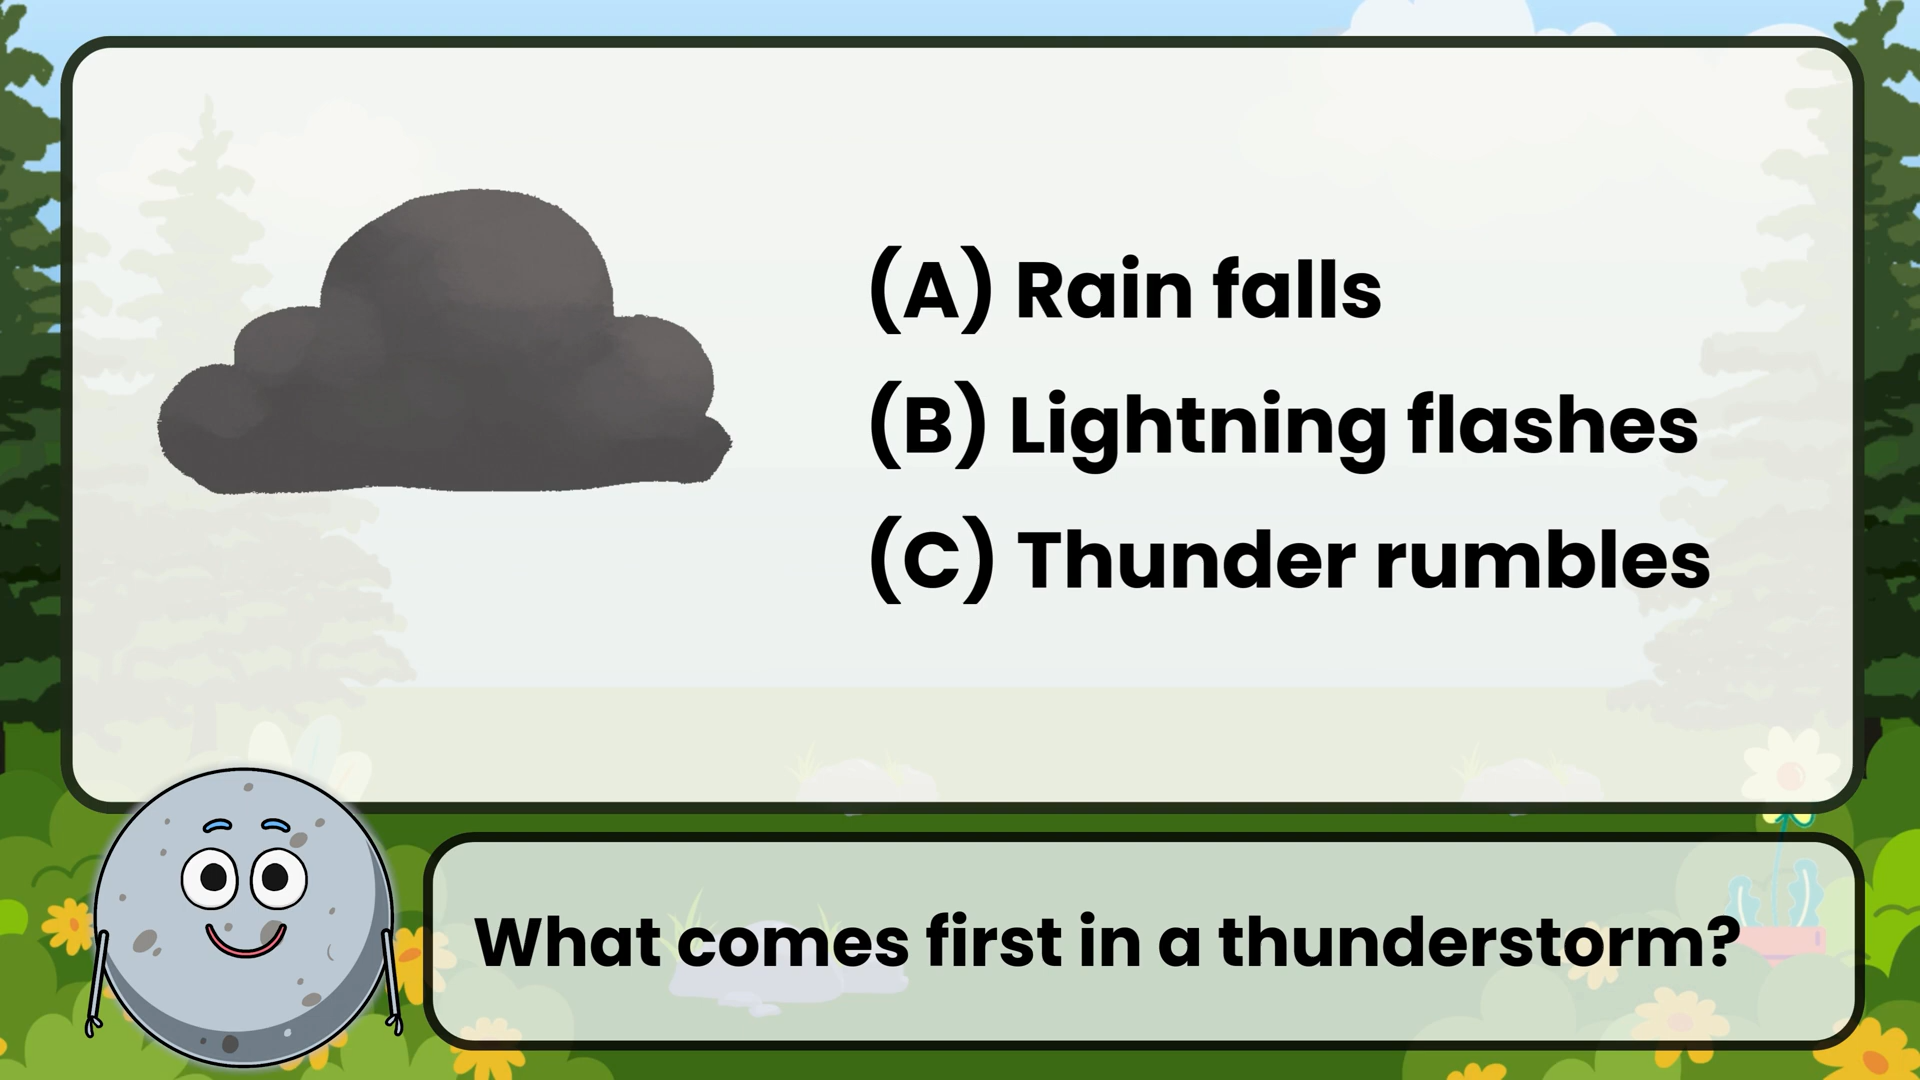 (A) Rain falls
(B) Lightning flashes
(C) Thunder rumbles
What comes first in a thunderstorm?